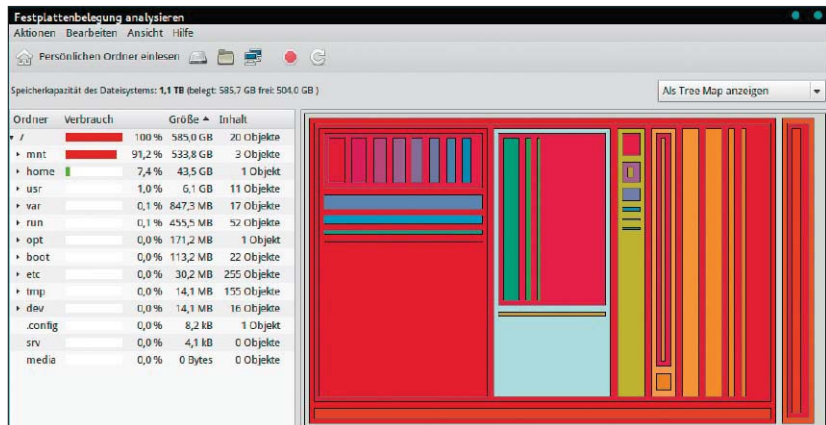 Festplattenbelegung analysieren
Aktionen Bearbeiten Ansicht Hilfe
Persönlichen Ordner einlesen
Speicherkapazität des Dateisystems: 1,1 TB (belegt: 585,7 GB frei: 504.0 GB )
Als Tree Map anzeigen
Ordner Verbrauch Größe Inhalt
/ 100 % 585,0 GB 20 Objekte
mnt 91,2 % 533,8 GB 3 Objekte
home 7,4 % 43,5 GB 1 Objekt
usr 1,0 % 6,1 GB 11 Objekte
var 0,1 % 847,3 MB 17 Objekte
run 0,1 % 455,5 MB 52 Objekte
opt 0,0 % 171,2 MB 1 Objekt
boot 0,0 % 113,2 MB 22 Objekte
etc 0,0 % 30,2 MB 255 Objekte
tmp 0,0 % 14,1 MB 155 Objekte
dev 0,0 % 14,1 MB 16 Objekte
.config 0,0 % 8,2 kB 1 Objekt
srv 0,0 % 4,1 kB 0 Objekte
media 0,0 % 0 Bytes 0 Objekte